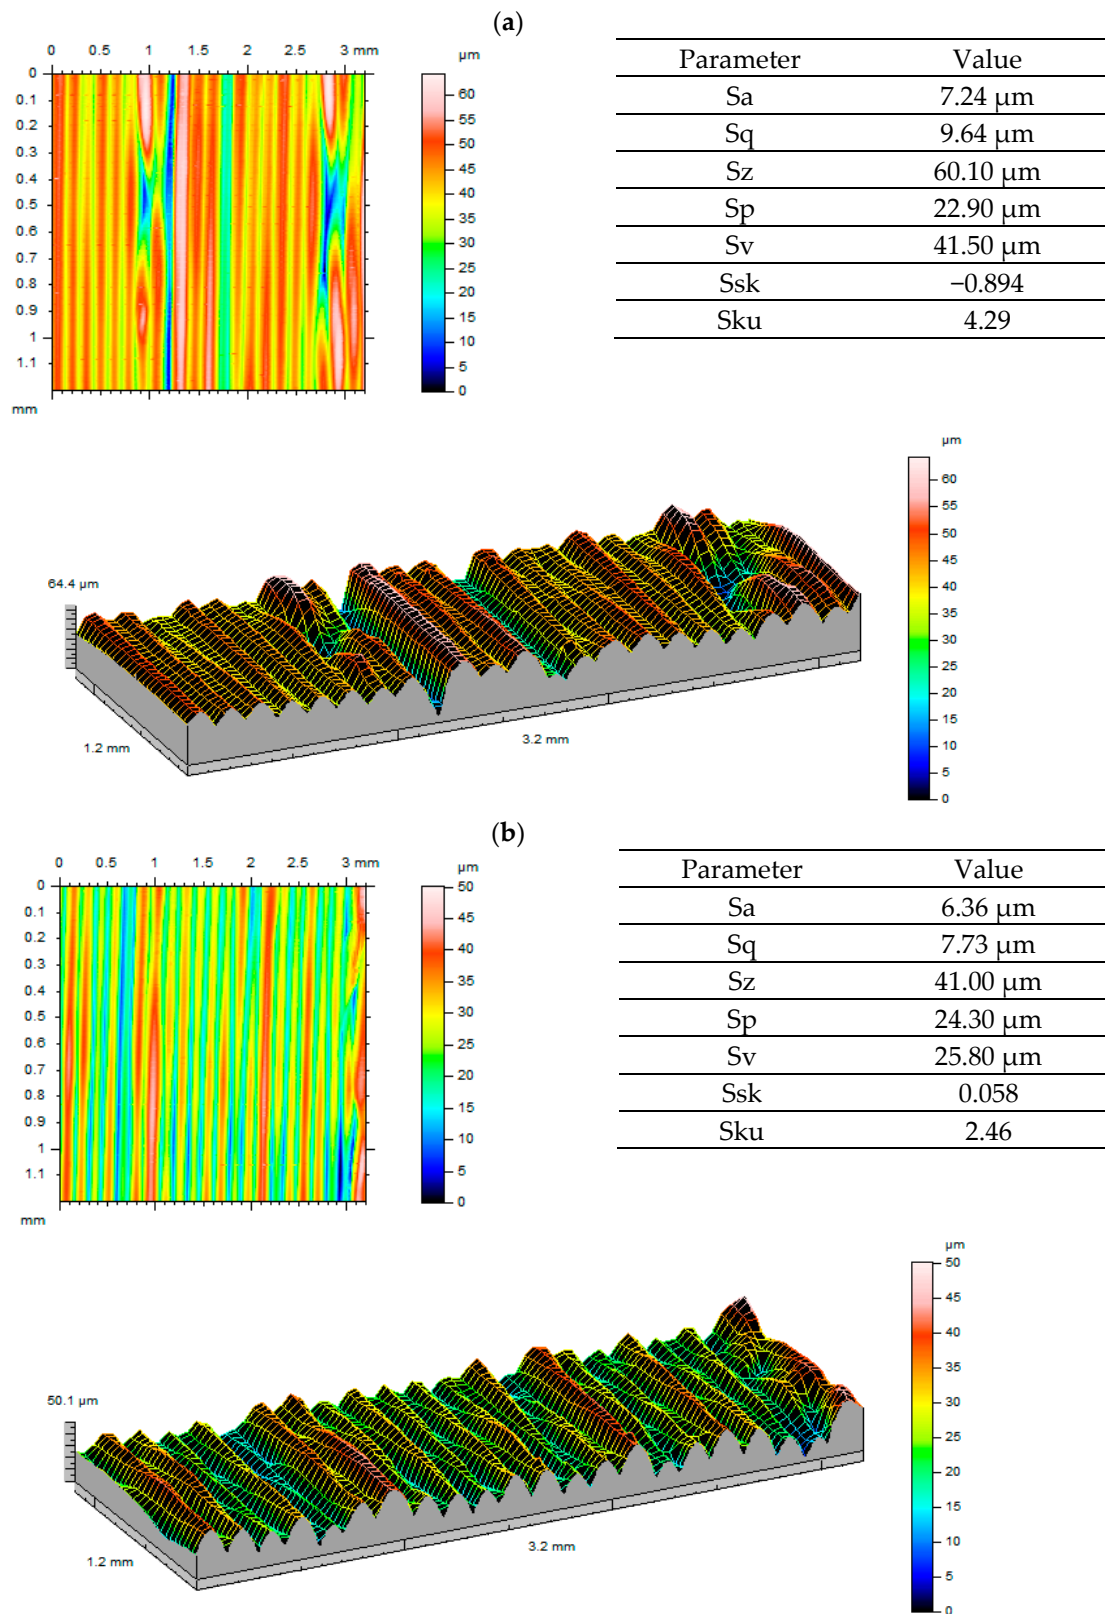 (a)
0 0.5 1 1.5 2 2.5 3 mm
µm
0
0.1
0.2
0.3
0.4
0.5
0.6
0.7
0.8
0.9
1
1.1
mm
60
55
50
45
40
35
30
25
20
15
10
5
0
Parameter Value
Sa 7.24 µm
Sq 9.64 µm
Sz 60.10 µm
Sp 22.90 µm
Sv 41.50 µm
Ssk −0.894
Sku 4.29
64.4 µm
1.2 mm
3.2 mm
µm
60
55
50
45
40
35
30
25
20
15
10
5
0
(b)
0 0.5 1 1.5 2 2.5 3 mm
µm
0
0.1
0.2
0.3
0.4
0.5
0.6
0.7
0.8
0.9
1
1.1
mm
50
45
40
35
30
25
20
15
10
5
0
Parameter Value
Sa 6.36 µm
Sq 7.73 µm
Sz 41.00 µm
Sp 24.30 µm
Sv 25.80 µm
Ssk 0.058
Sku 2.46
50.1 µm
1.2 mm
3.2 mm
µm
50
45
40
35
30
25
20
15
10
5
0